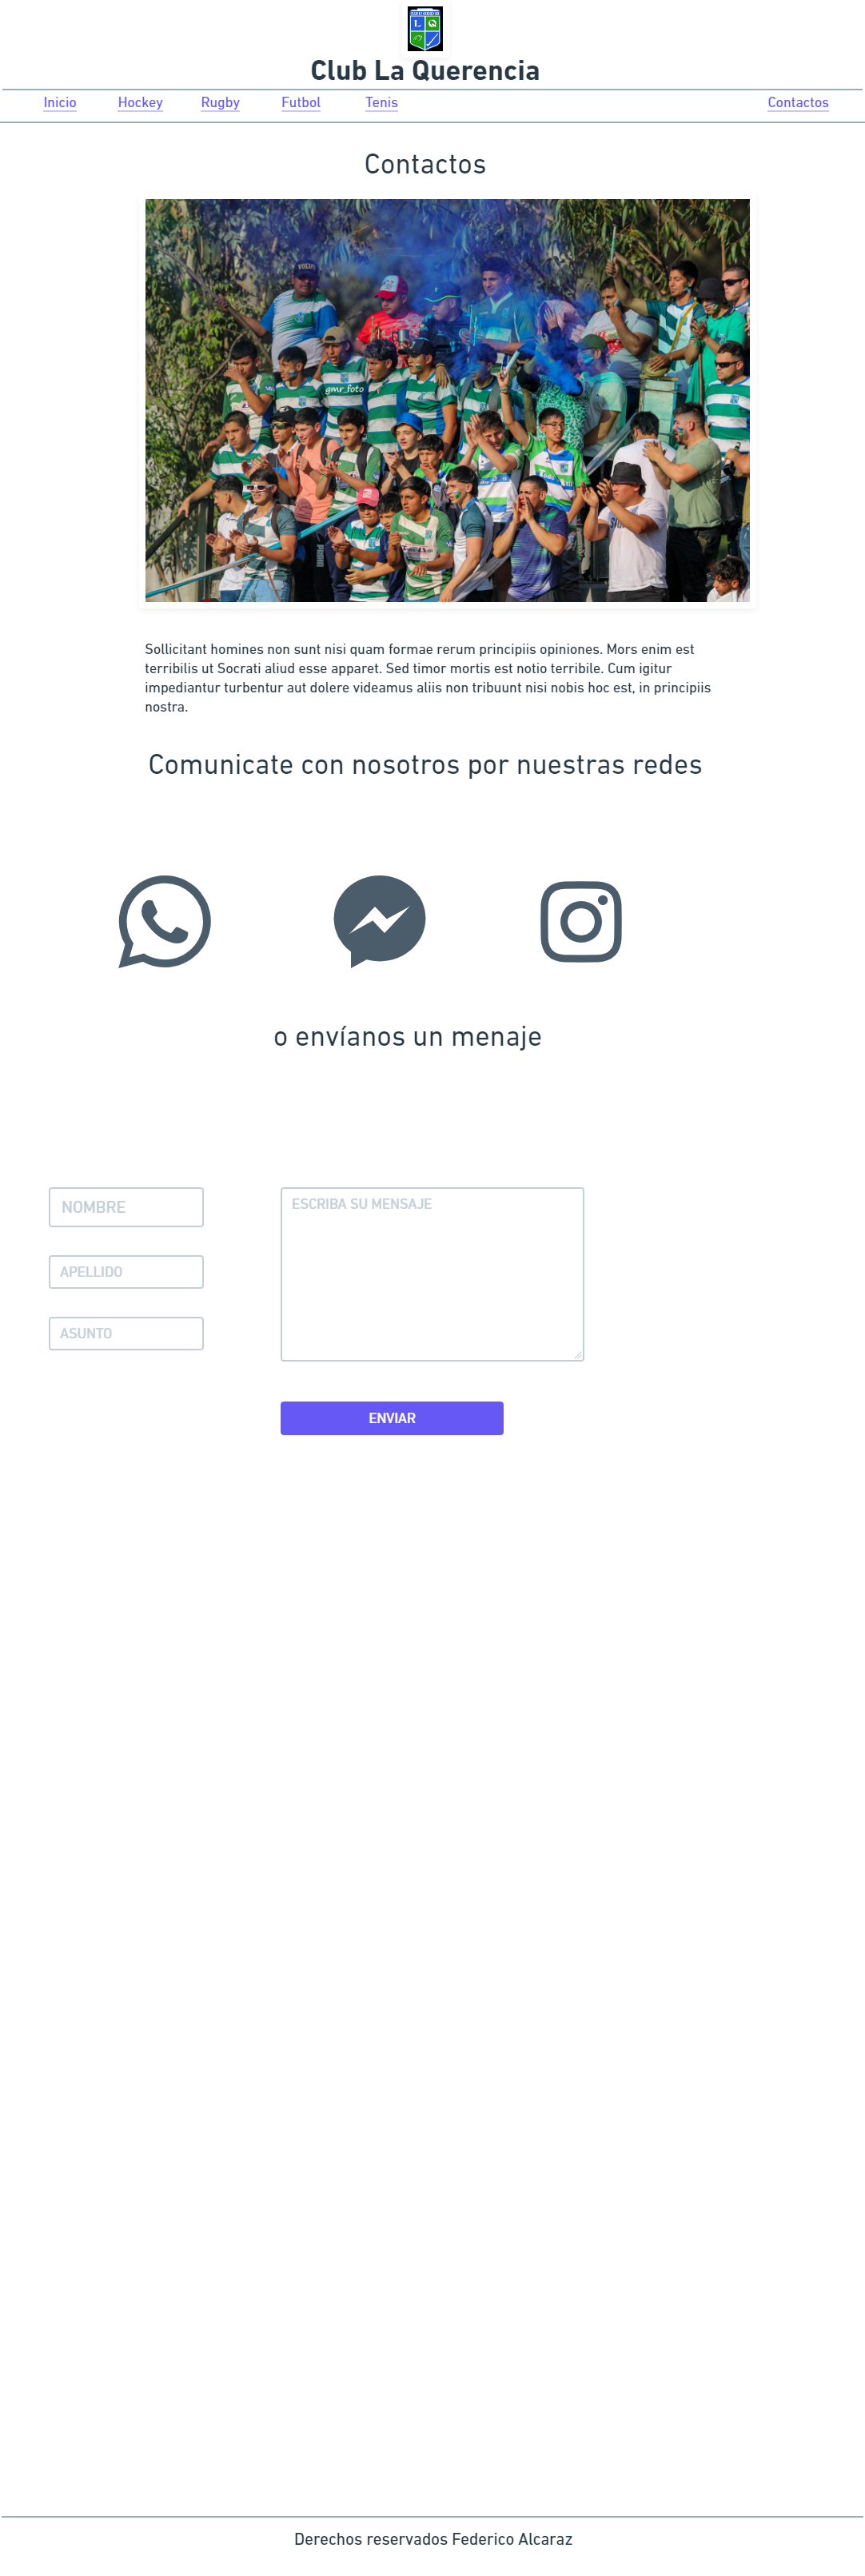 L Q
Club La Querencia
Inicio Hockey Rugby Futbol Tenis Contactos
Contactos
VOLVO
gmr_foto
PUMA
Sollicitant homines non sunt nisi quam formae rerum principiis opiniones. Mors enim est
terribilis ut Socrati aliud esse apparet. Sed timor mortis est notio terribile. Cum igitur
impediantur turbentur aut dolere videamus aliis non tribuunt nisi nobis hoc est, in principiis
nostra.
Comunicate con nosotros por nuestras redes
o envíanos un menaje
NOMBRE
ESCRIBA SU MENSAJE
APELLIDO
ASUNTO
ENVIAR
Derechos reservados Federico Alcaraz